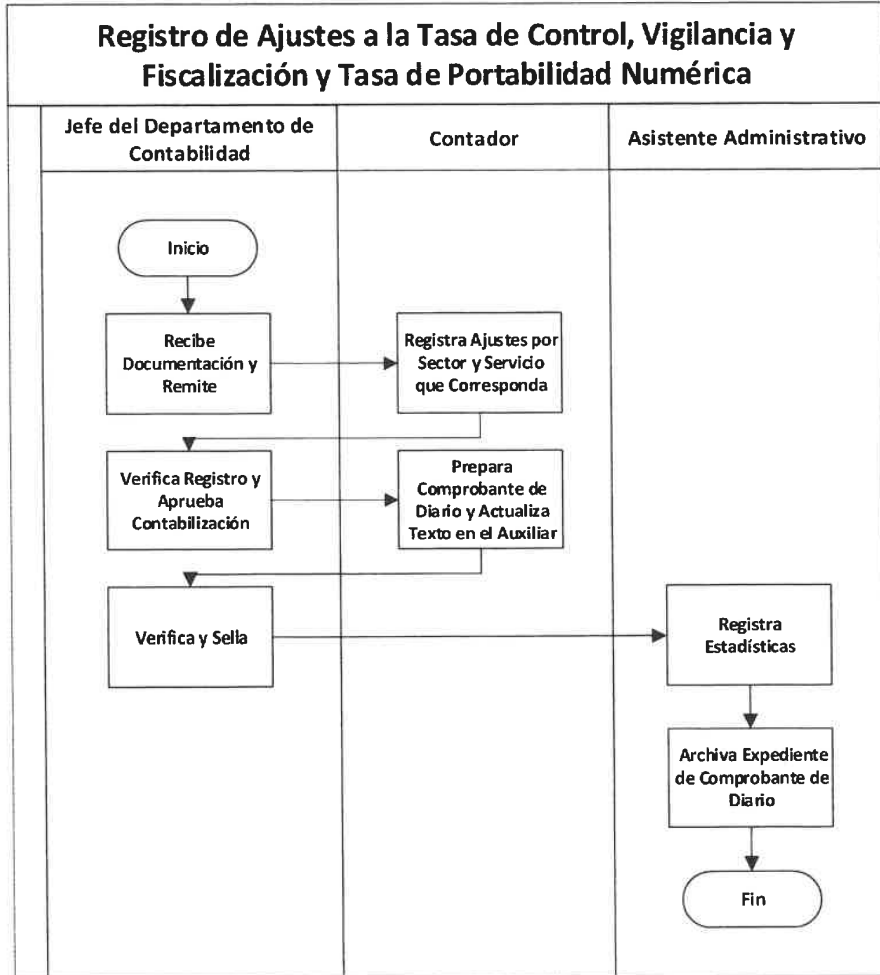 Registro de Ajustes a la Tasa de Control, Vigilancia y
Fiscalización y Tasa de Portabilidad Numérica
Jefe del Departamento de
Contabilidad
Contador
Asistente Administrativo
Inicio
Recibe
Documentación y
Remite
Registra Ajustes por
Sector y Servicio
que Corresponda
Verifica Registro y
Aprueba
Contabilización
Prepara
Comprobante de
Diario y Actualiza
Texto en el Auxiliar
Verifica y Sella
Registra
Estadísticas
Archiva Expediente
de Comprobante de
Diario
Fin